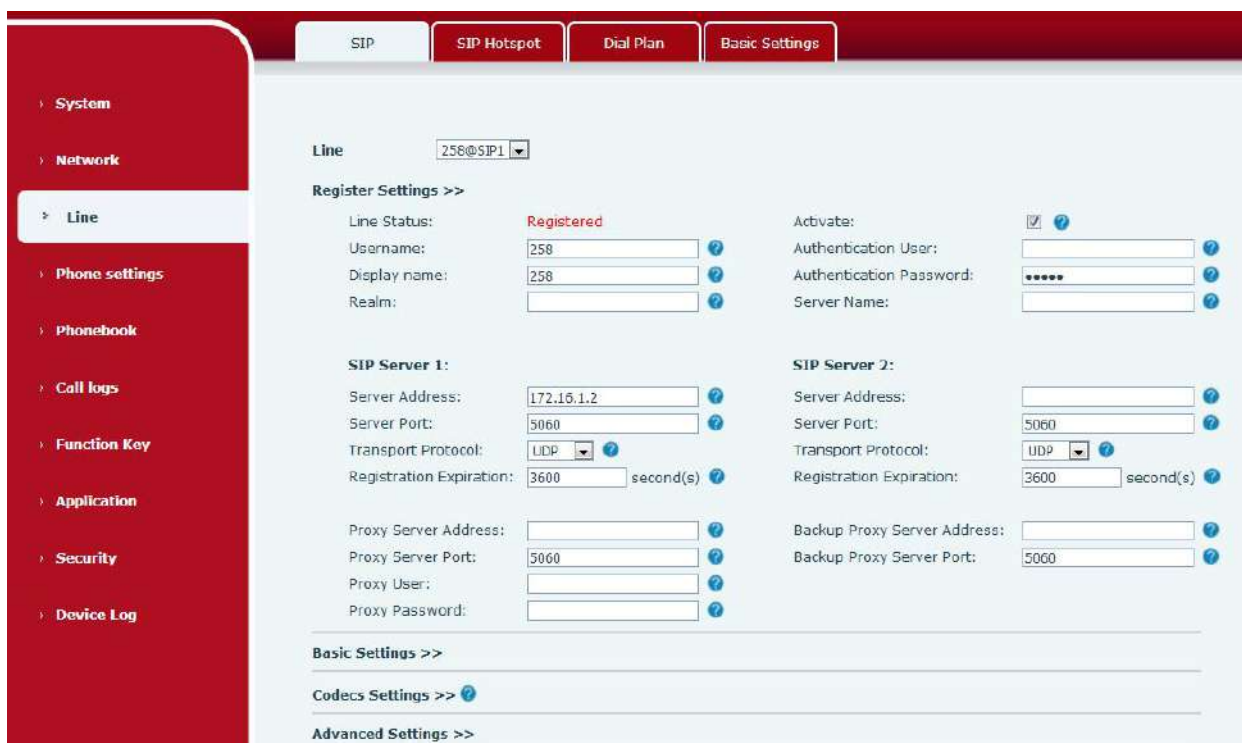 SIP SIP Hotspot Dial Plan Basic Settings
System
Network
Line
Phone settings
Phonebook
Call logs
Function Key
Application
Security
Device Log
Line 258@SIP1
Register Settings >>
Line Status: Registered Activate:
Username: 258 Authentication User:
Display name: 258 Authentication Password: •••••
Realm: Server Name:
SIP Server 1: SIP Server 2:
Server Address: 172.16.1.2 Server Address:
Server Port: 5060 Server Port: 5060
Transport Protocol: UDP Transport Protocol: UDP
Registration Expiration: 3600 second(s) Registration Expiration: 3600 second(s)
Proxy Server Address: Backup Proxy Server Address:
Proxy Server Port: 5060 Backup Proxy Server Port: 5060
Proxy User:
Proxy Password:
Basic Settings >>
Codecs Settings >>
Advanced Settings >>